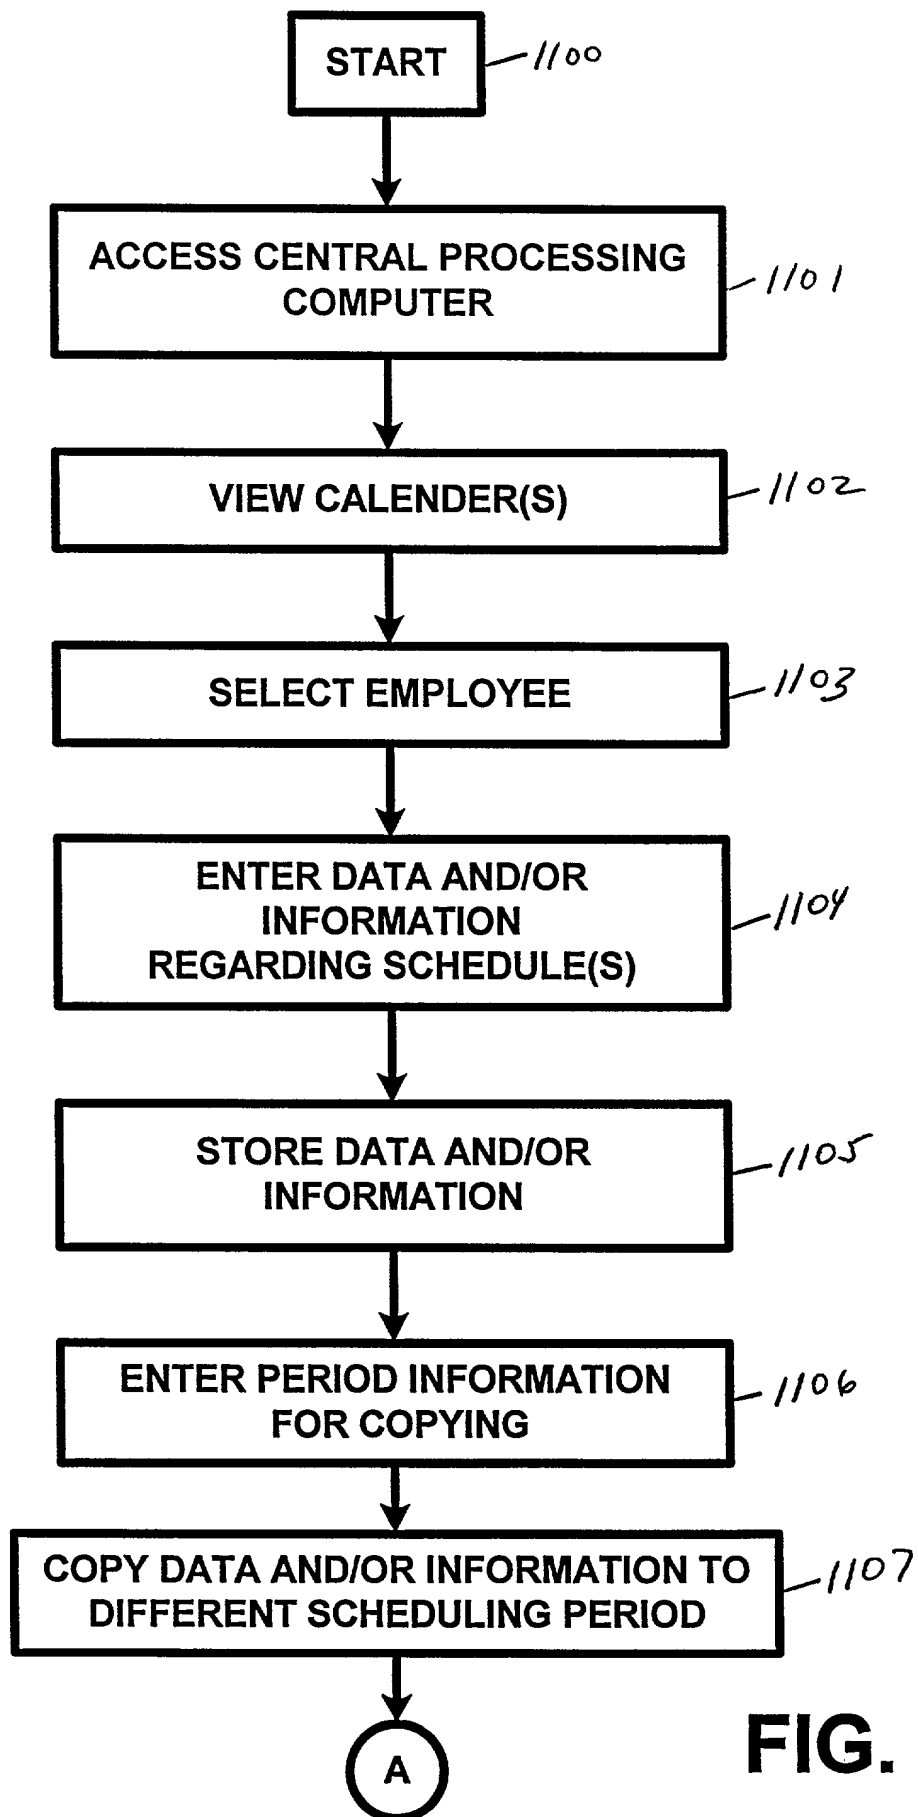 START 1100
ACCESS CENTRAL PROCESSING
COMPUTER 1101
VIEW CALENDER(S) 1102
SELECT EMPLOYEE 1103
ENTER DATA AND/OR
INFORMATION 1104
REGARDING SCHEDULE(S)
STORE DATA AND/OR
INFORMATION 1105
ENTER PERIOD INFORMATION
FOR COPYING 1106
COPY DATA AND/OR INFORMATION TO
DIFFERENT SCHEDULING PERIOD 1107
A
FIG.